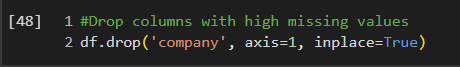 [48] 1 #Drop columns with high missing values
2 df.drop('company', axis=1, inplace=True)